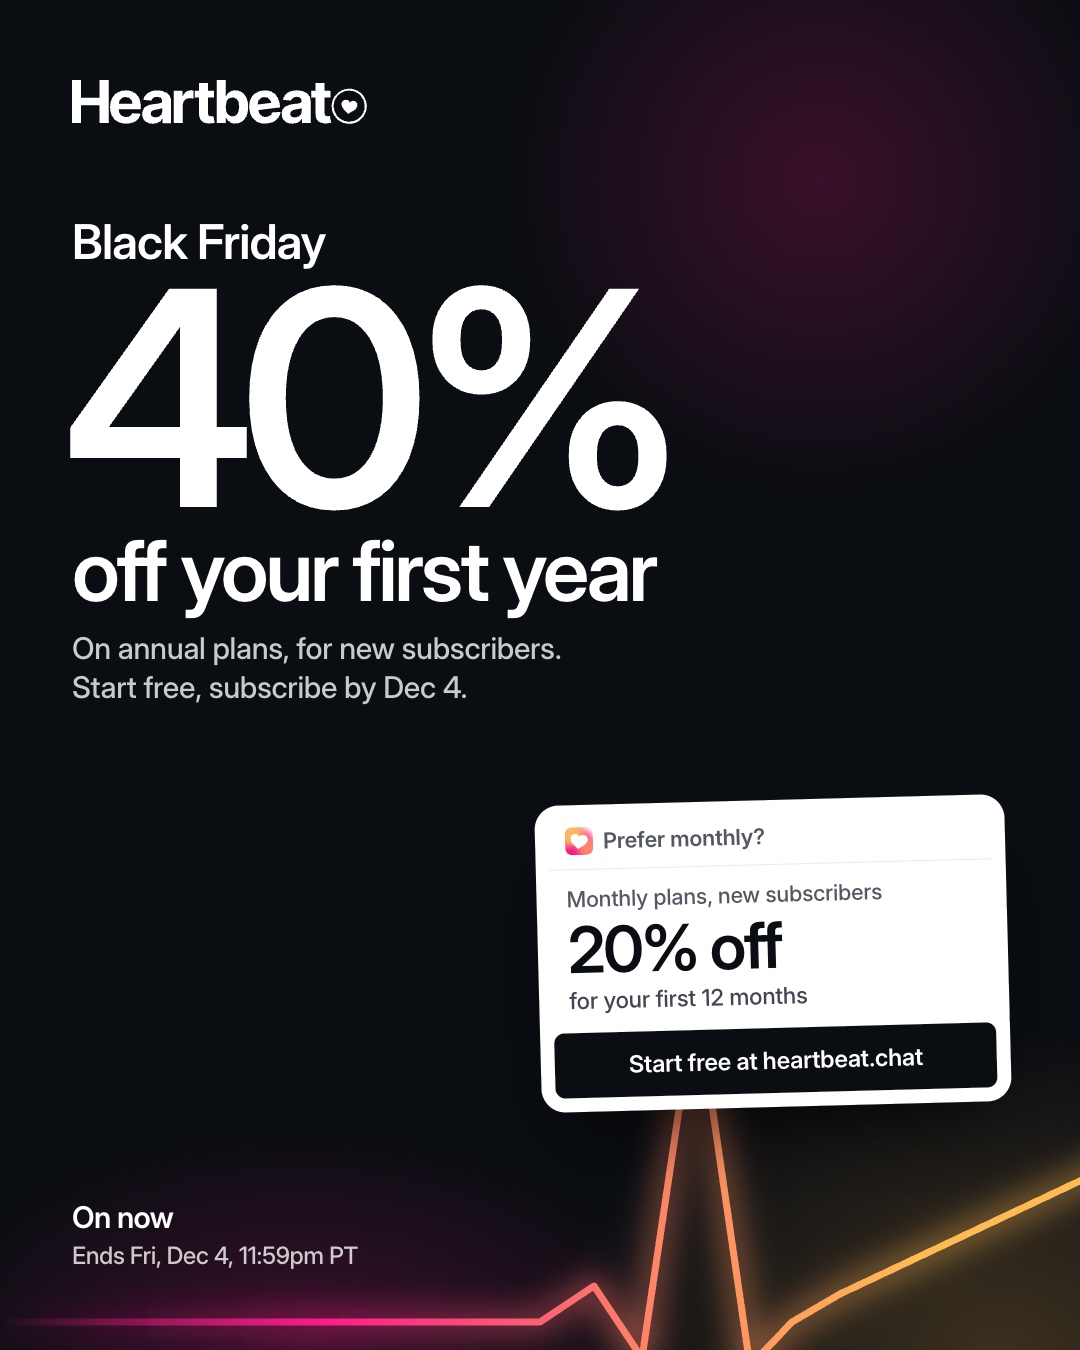 Heartbeat
Black Friday
40%
off your first year
On annual plans, for new subscribers.
Start free, subscribe by Dec 4.
Prefer monthly?
Monthly plans, new subscribers
20% off
for your first 12 months
Start free at heartbeat.chat
On now
Ends Fri, Dec 4, 11:59pm PT